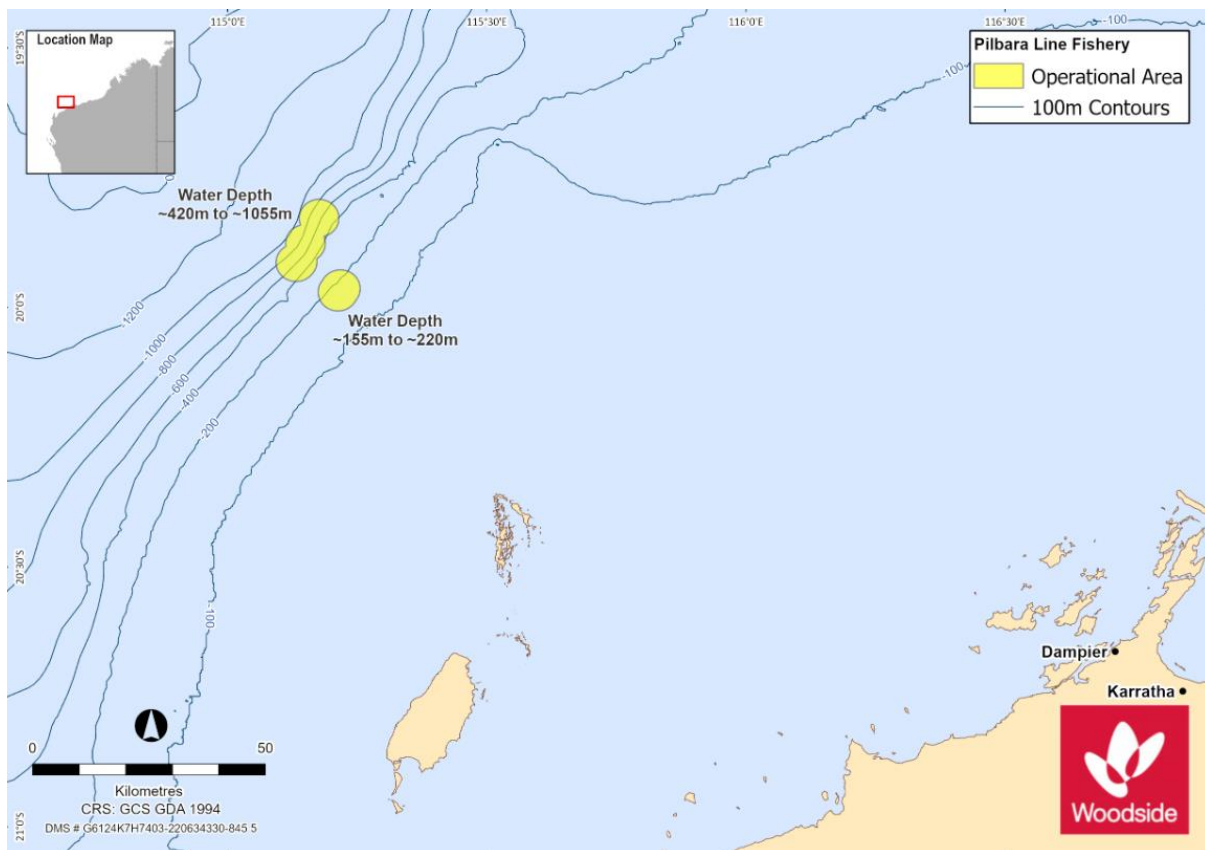 115°0'E
115°30'E
116°0'E
116°30'E
19°30'S
20°0'S
20°30'S
21°0'S
Location Map
Pilbara Line Fishery
Operational Area
100m Contours
-100
-100
Water Depth
~420m to ~1055m
Water Depth
~155m to ~220m
-1200
-1000
-800
-600
-400
-200
-100
Dampier
Karratha
0
50
Kilometres
CRS: GCS GDA 1994
DMS # G6124K7H7403-220634330-845 5
Woodside